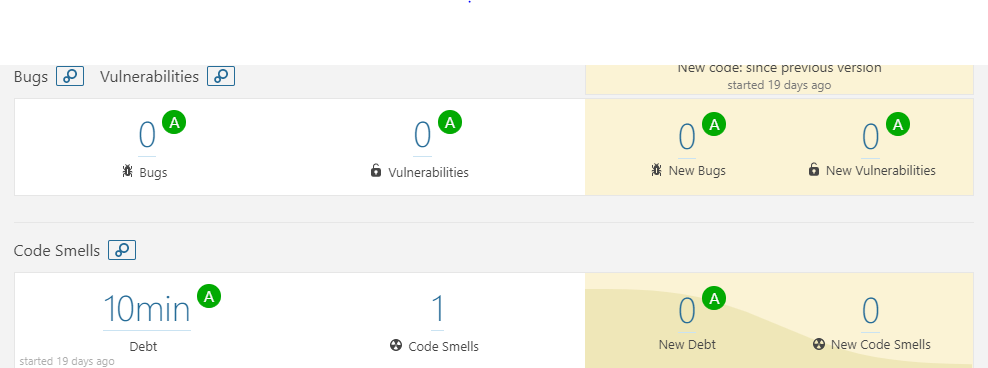 New code: since previous version
started 19 days ago
Bugs Vulnerabilities
0 A
Bugs
0 A
Vulnerabilities
0 A
New Bugs
0 A
New Vulnerabilities
Code Smells
10min A
Debt
started 19 days ago
1
Code Smells
0 A
New Debt
0
New Code Smells